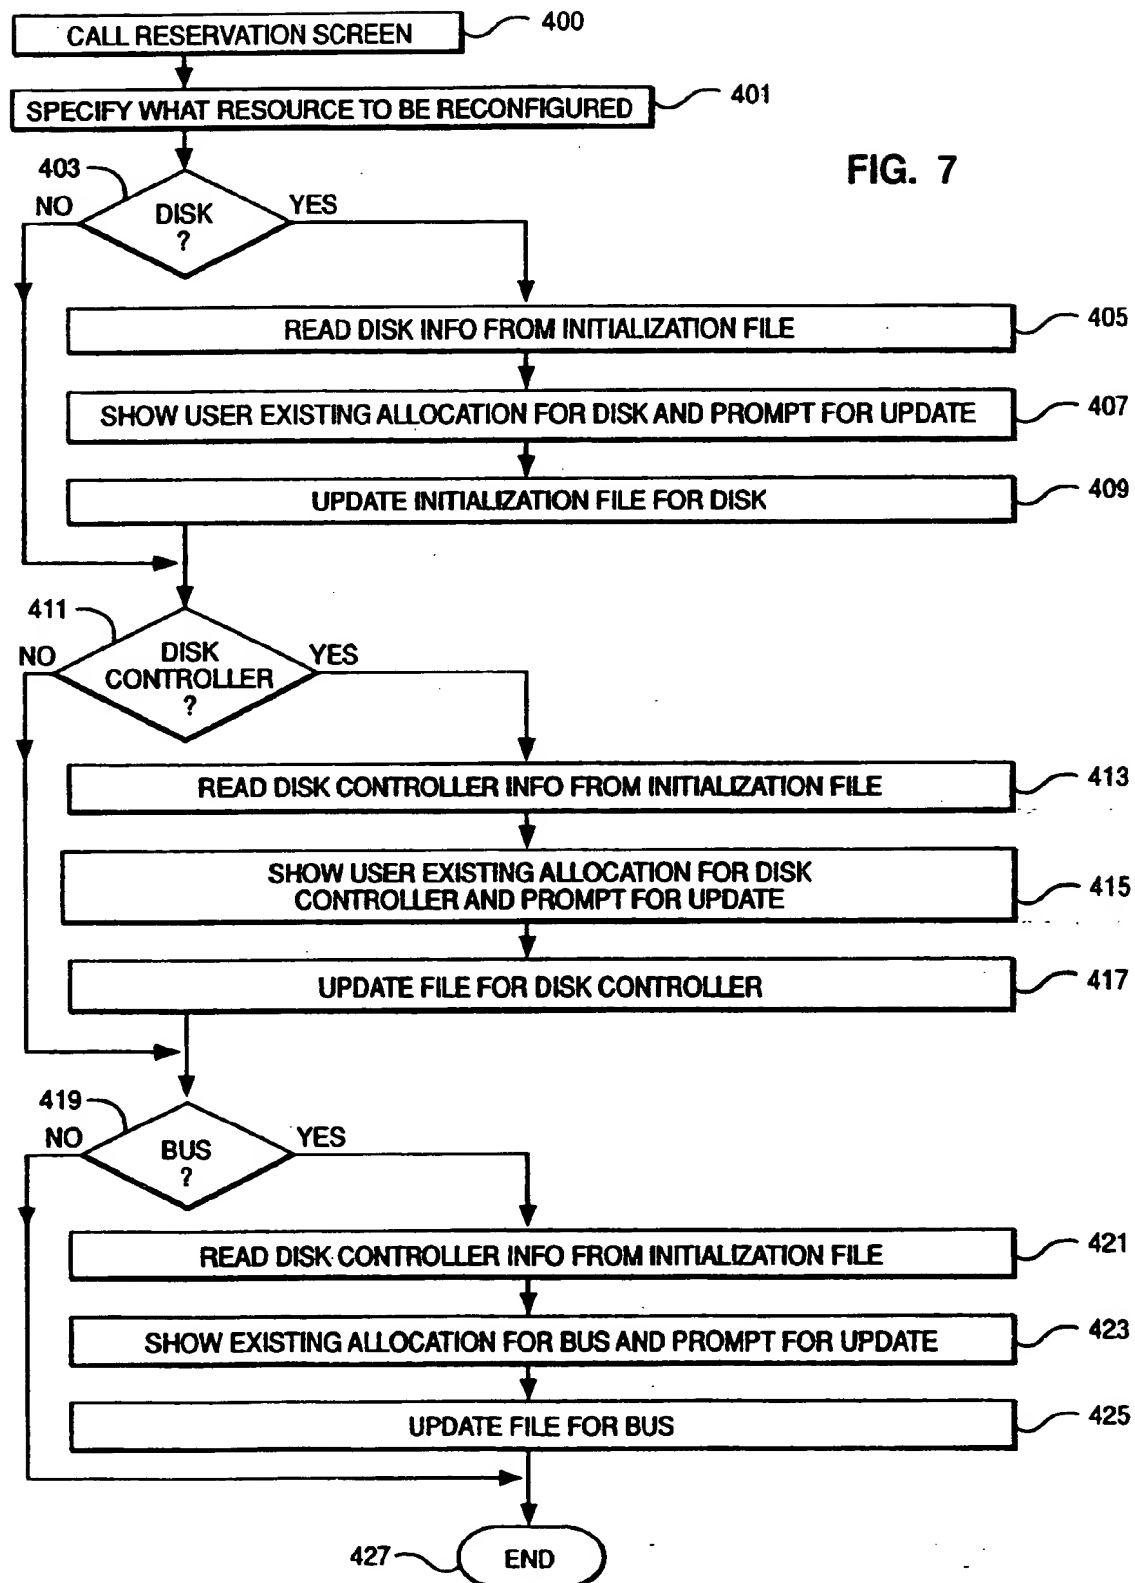 CALL RESERVATION SCREEN
400
SPECIFY WHAT RESOURCE TO BE RECONFIGURED
401
FIG. 7
403
NO
DISK
?
YES
READ DISK INFO FROM INITIALIZATION FILE
405
SHOW USER EXISTING ALLOCATION FOR DISK AND PROMPT FOR UPDATE
407
UPDATE INITIALIZATION FILE FOR DISK
409
411
NO
DISK
CONTROLLER
?
YES
READ DISK CONTROLLER INFO FROM INITIALIZATION FILE
413
SHOW USER EXISTING ALLOCATION FOR DISK
CONTROLLER AND PROMPT FOR UPDATE
415
UPDATE FILE FOR DISK CONTROLLER
417
419
NO
BUS
?
YES
READ DISK CONTROLLER INFO FROM INITIALIZATION FILE
421
SHOW EXISTING ALLOCATION FOR BUS AND PROMPT FOR UPDATE
423
UPDATE FILE FOR BUS
425
427
END